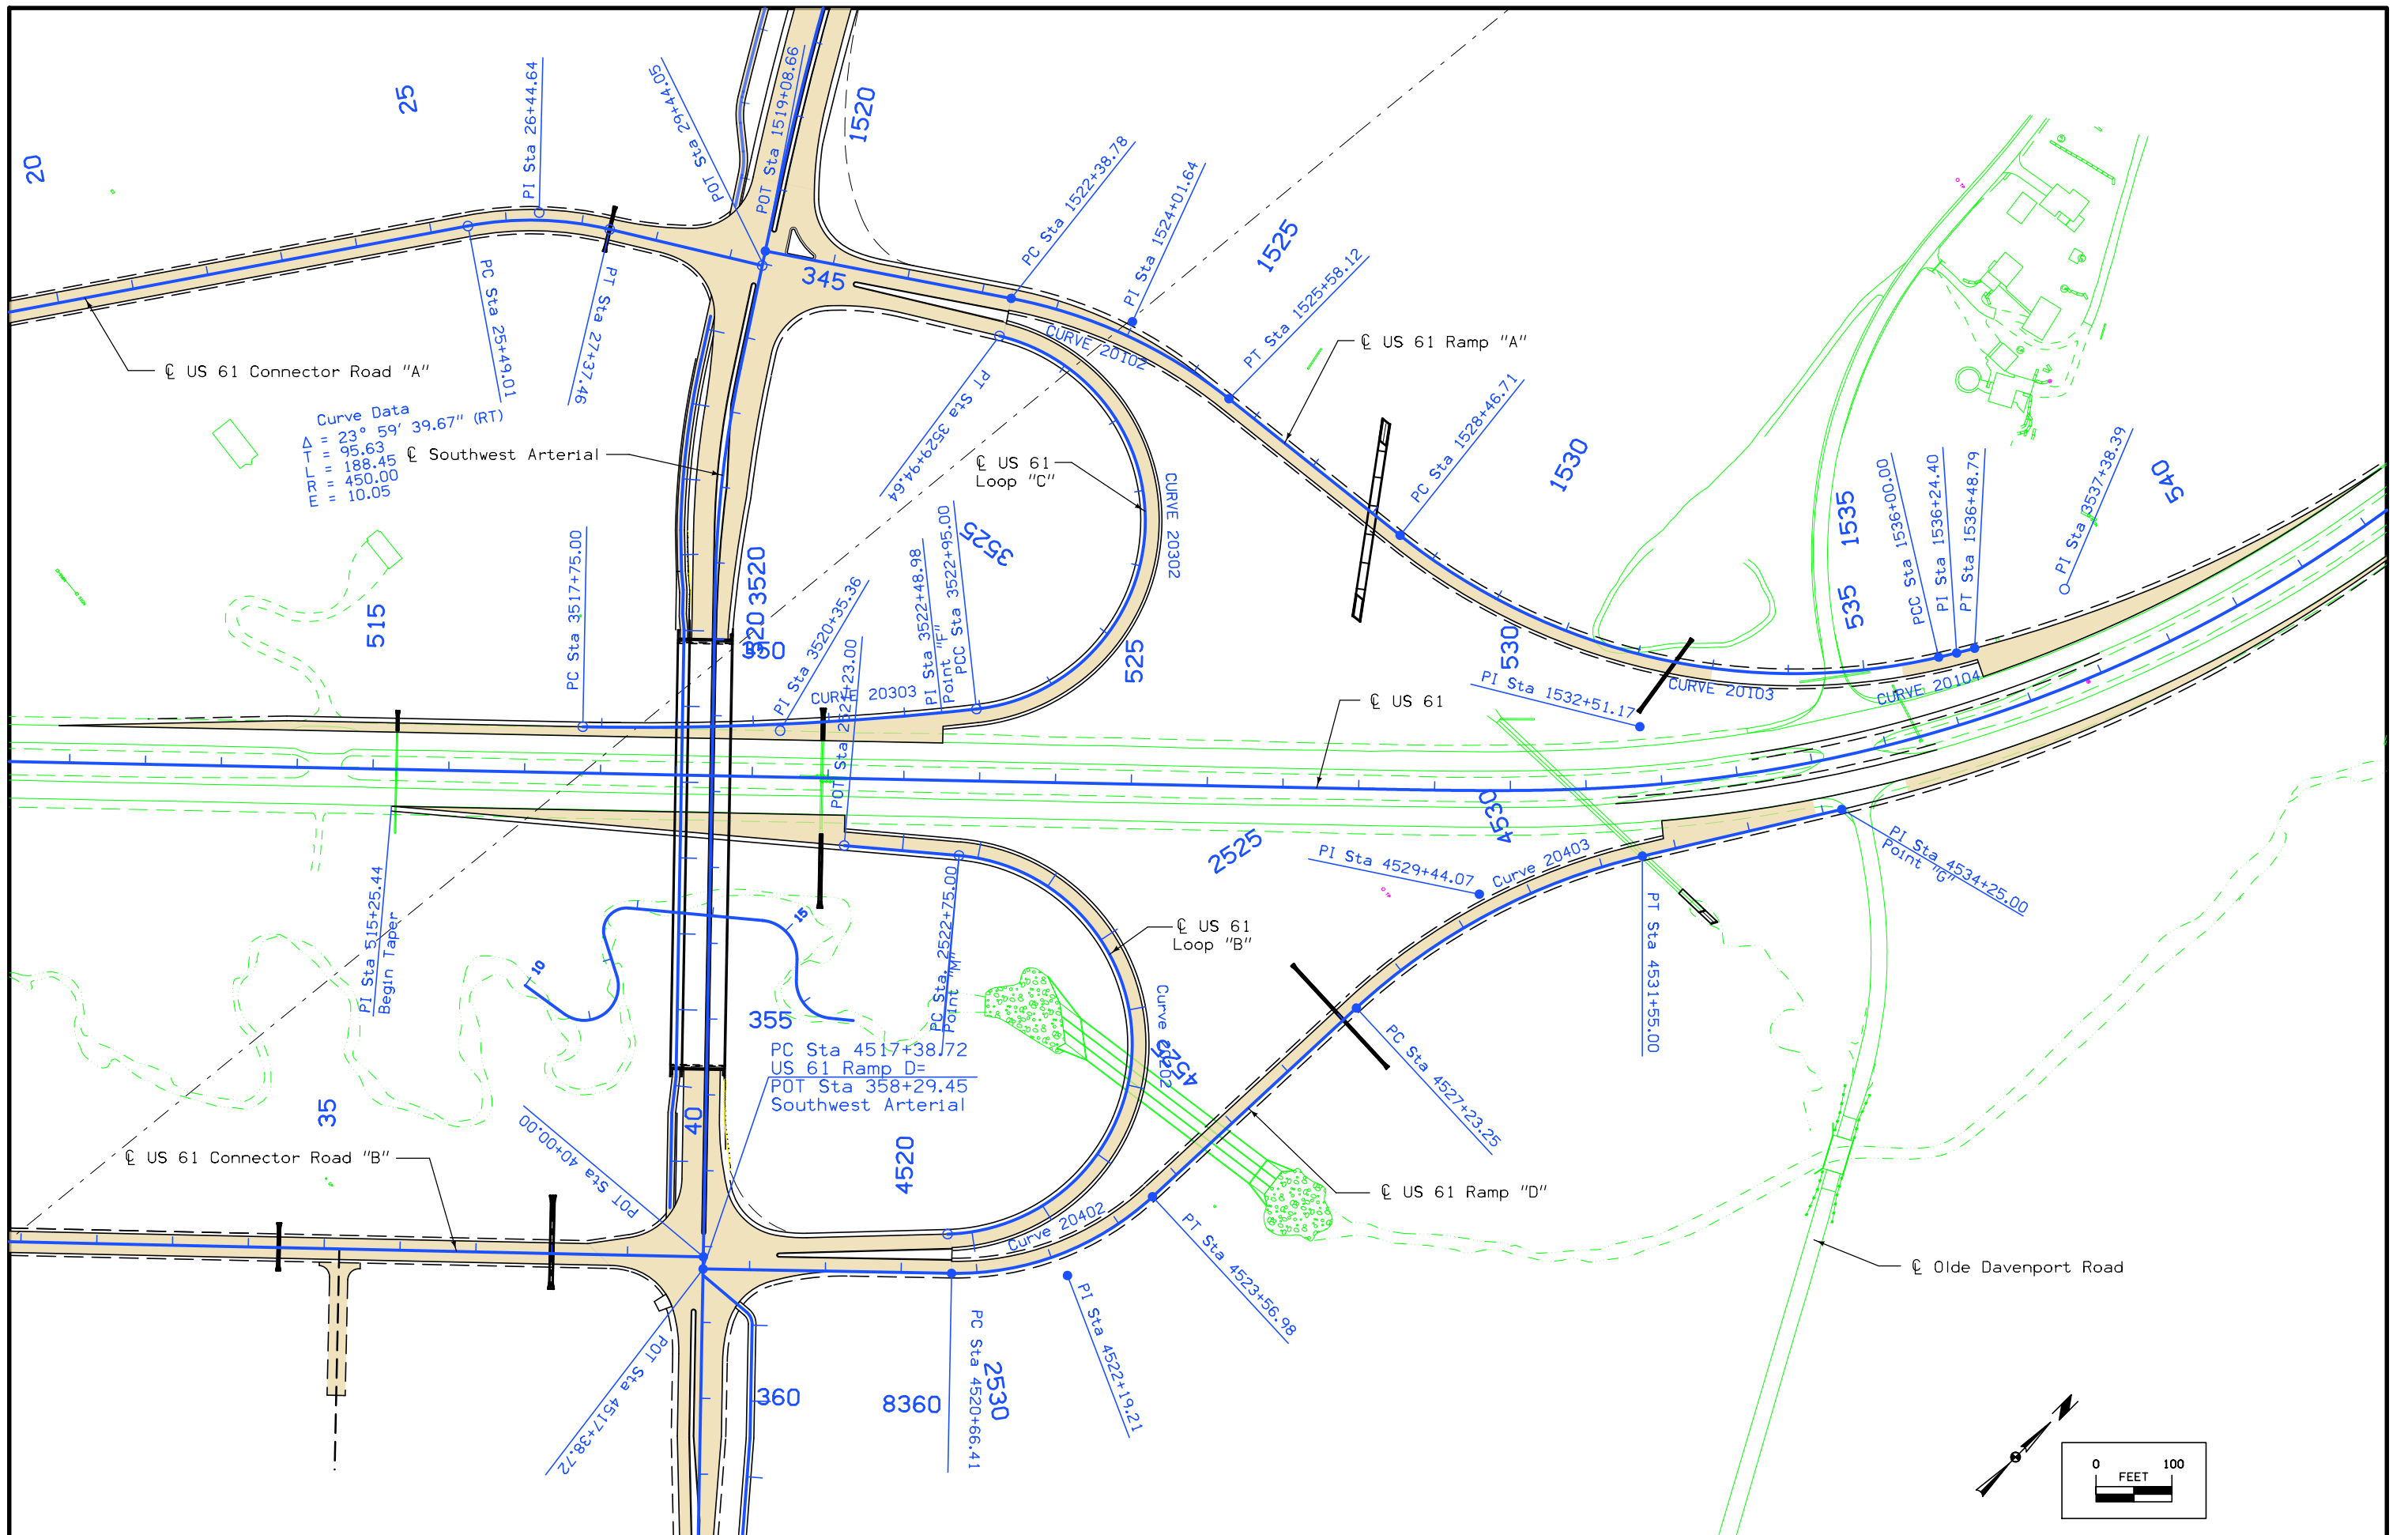 20
25
PI Sta 26+44.64
POT Sta 29+44.05
POT Sta 1519+08.66
1520
PC Sta 1522+38.78
PI Sta 1524+01.64
1525
PT Sta 1525+58.12
345
CURVE 20102
PC Sta 25+49.01
PT Sta 27+37.46
℄ US 61 Connector Road "A"
Curve Data
Δ = 23° 59' 39.67" (RT)
T = 95.63
L = 188.45
R = 450.00
E = 10.05
℄ Southwest Arterial
℄ US 61 Ramp "A"
PT Sta 3529+94.64
℄ US 61
Loop "C"
CURVE 20302
PC Sta 1528+46.71
1530
PCC Sta 1536+00.00
PI Sta 1536+24.40
PT Sta 1536+48.79
PI Sta 3537+38.39
540
1535
535
3525
PC Sta 3517+75.00
515
3520
520
350
PI Sta 3520+35.36
CURVE 20303
PI Sta 3522+48.98
Point "F"
PCC Sta 3522+95.00
POT Sta 2521+23.00
525
530
PI Sta 1532+51.17
CURVE 20103
CURVE 20104
℄ US 61
4530
2525
PI Sta 4529+44.07
Curve 20403
PI Sta 4534+25.00
Point "G"
PT Sta 4531+55.00
PI Sta 515+25.44
Begin Taper
10
15
PC Sta. 2522+75.00
Point "M"
℄ US 61
Loop "B"
Curve 20202
4525
355
PC Sta 4517+38.72
US 61 Ramp D=
POT Sta 358+29.45
Southwest Arterial
PC Sta 4527+23.25
35
40
POT Sta 40+00.00
℄ US 61 Connector Road "B"
4520
Curve 20402
℄ US 61 Ramp "D"
PT Sta 4523+56.98
℄ Olde Davenport Road
POT Sta 4517+38.72
PI Sta 4522+19.21
PC Sta 4520+66.41
2530
360
8360
0 100
FEET